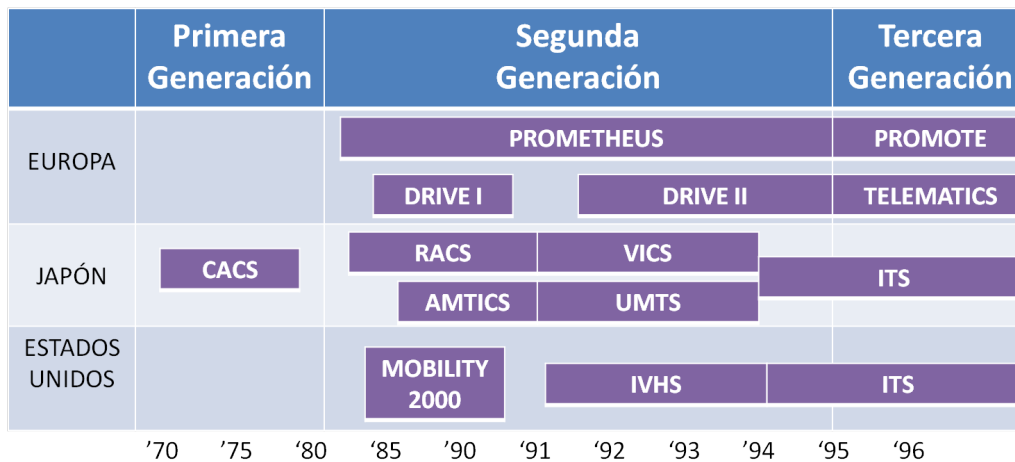 Primera
Generación
Segunda
Generación
Tercera
Generación
EUROPA
PROMETHEUS
PROMOTE
DRIVE I
DRIVE II
TELEMATICS
JAPÓN
CACS
RACS
VICS
ITS
AMTICS
UMTS
ESTADOS
UNIDOS
MOBILITY
2000
IVHS
ITS
’70 ‘75 ‘80 ‘85 ‘90 ‘91 ‘92 ‘93 ‘94 ‘95 ‘96